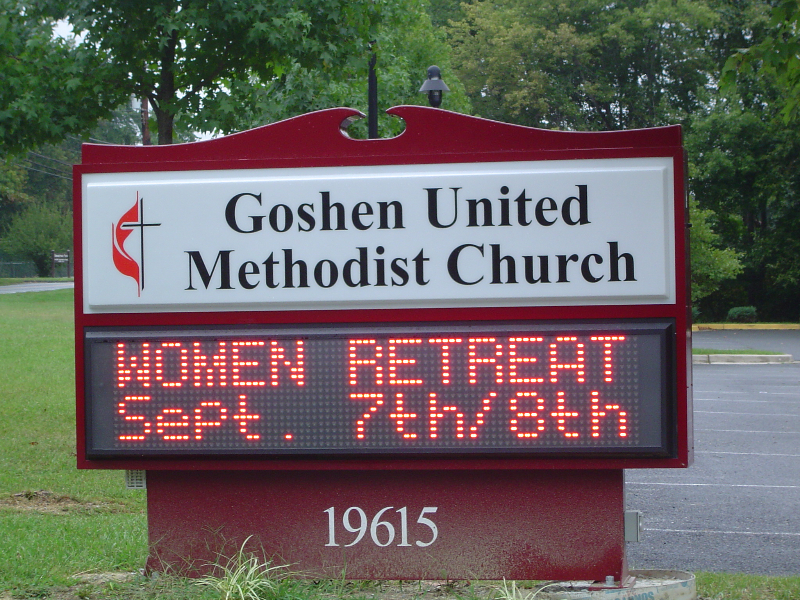 Goshen United
Methodist Church
WOMEN RETREAT
Sept. 7th/8th
19615